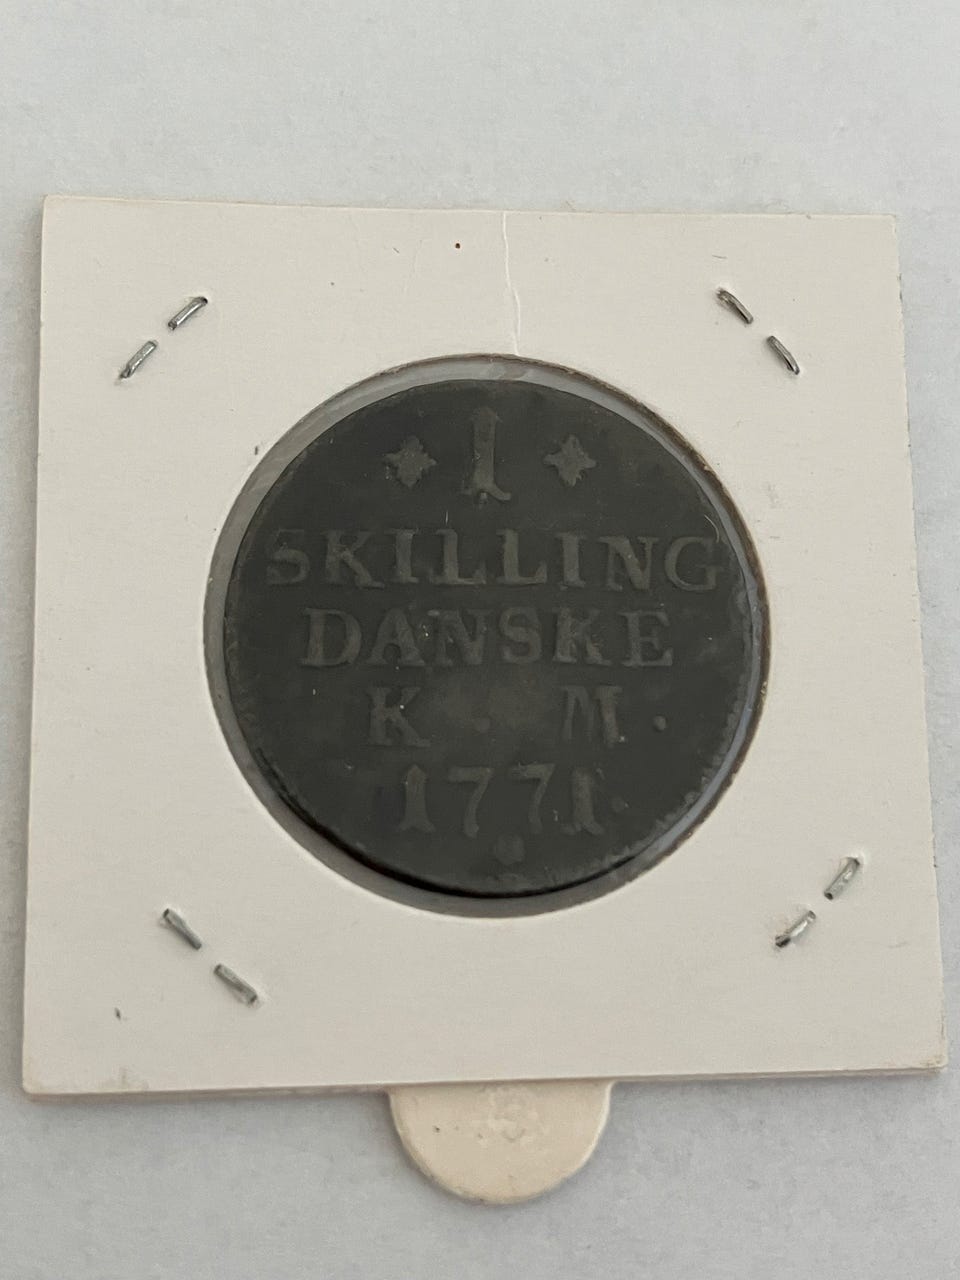 1
SKILLING
DANSKE
K · M ·
1771 ·